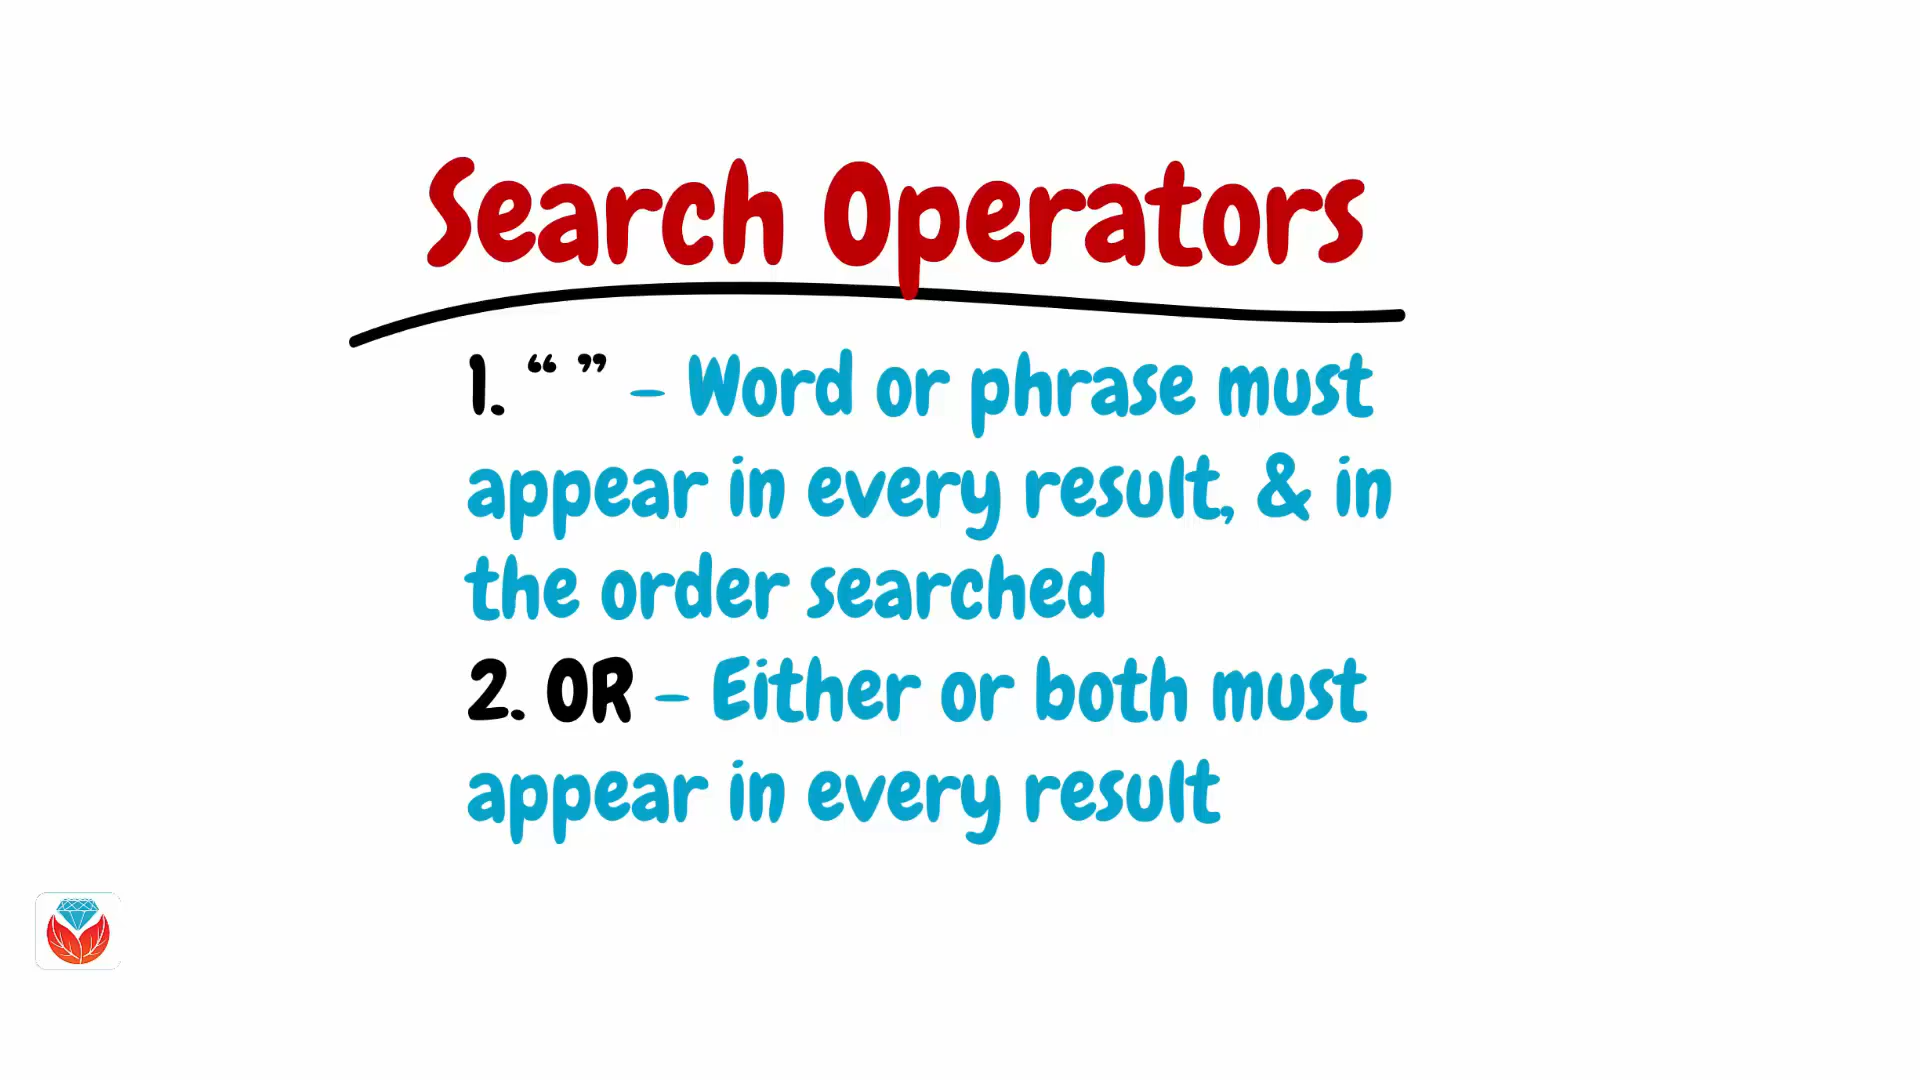 Search Operators
1. “ ” – Word or phrase must
appear in every result, & in
the order searched
2. OR – Either or both must
appear in every result